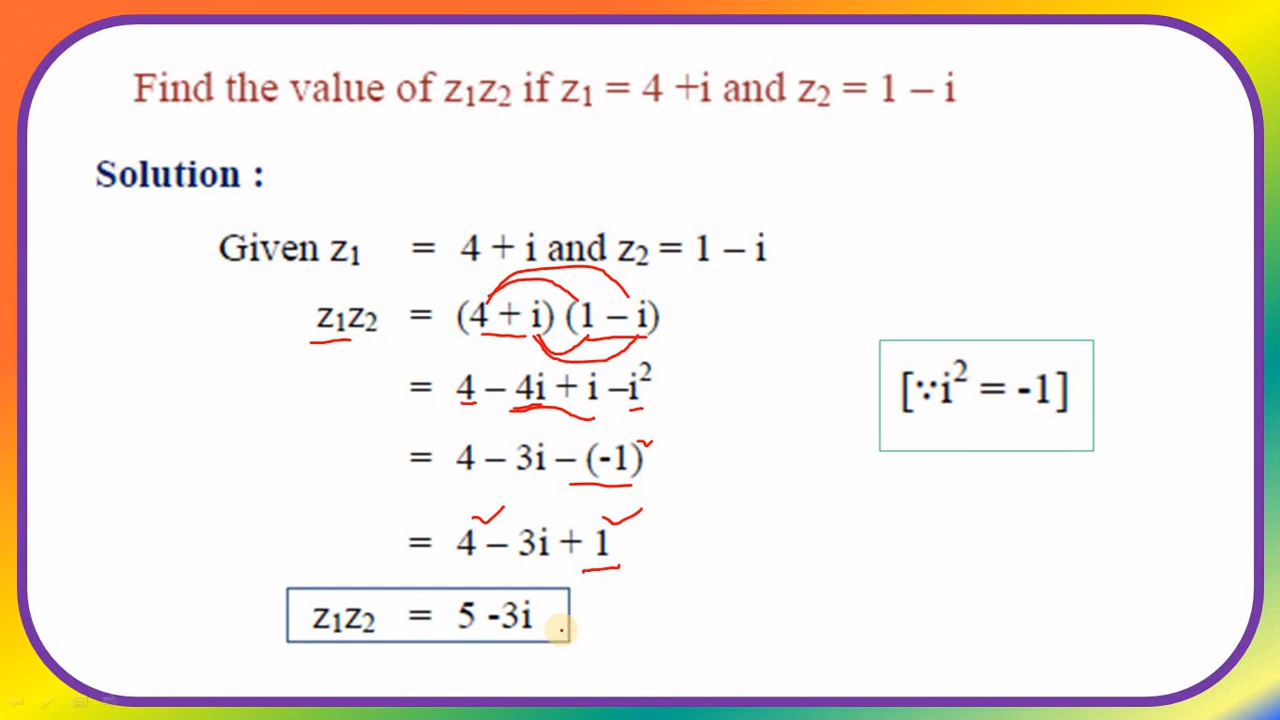 Find the value of z₁z₂ if z₁ = 4 +i and z₂ = 1 – i
Solution :
Given z₁ = 4 + i and z₂ = 1 – i
z₁z₂ = (4 + i) (1 – i)
= 4 – 4i + i –i²
[∵i² = -1]
= 4 – 3i – (-1)
= 4 – 3i + 1
z₁z₂ = 5 -3i